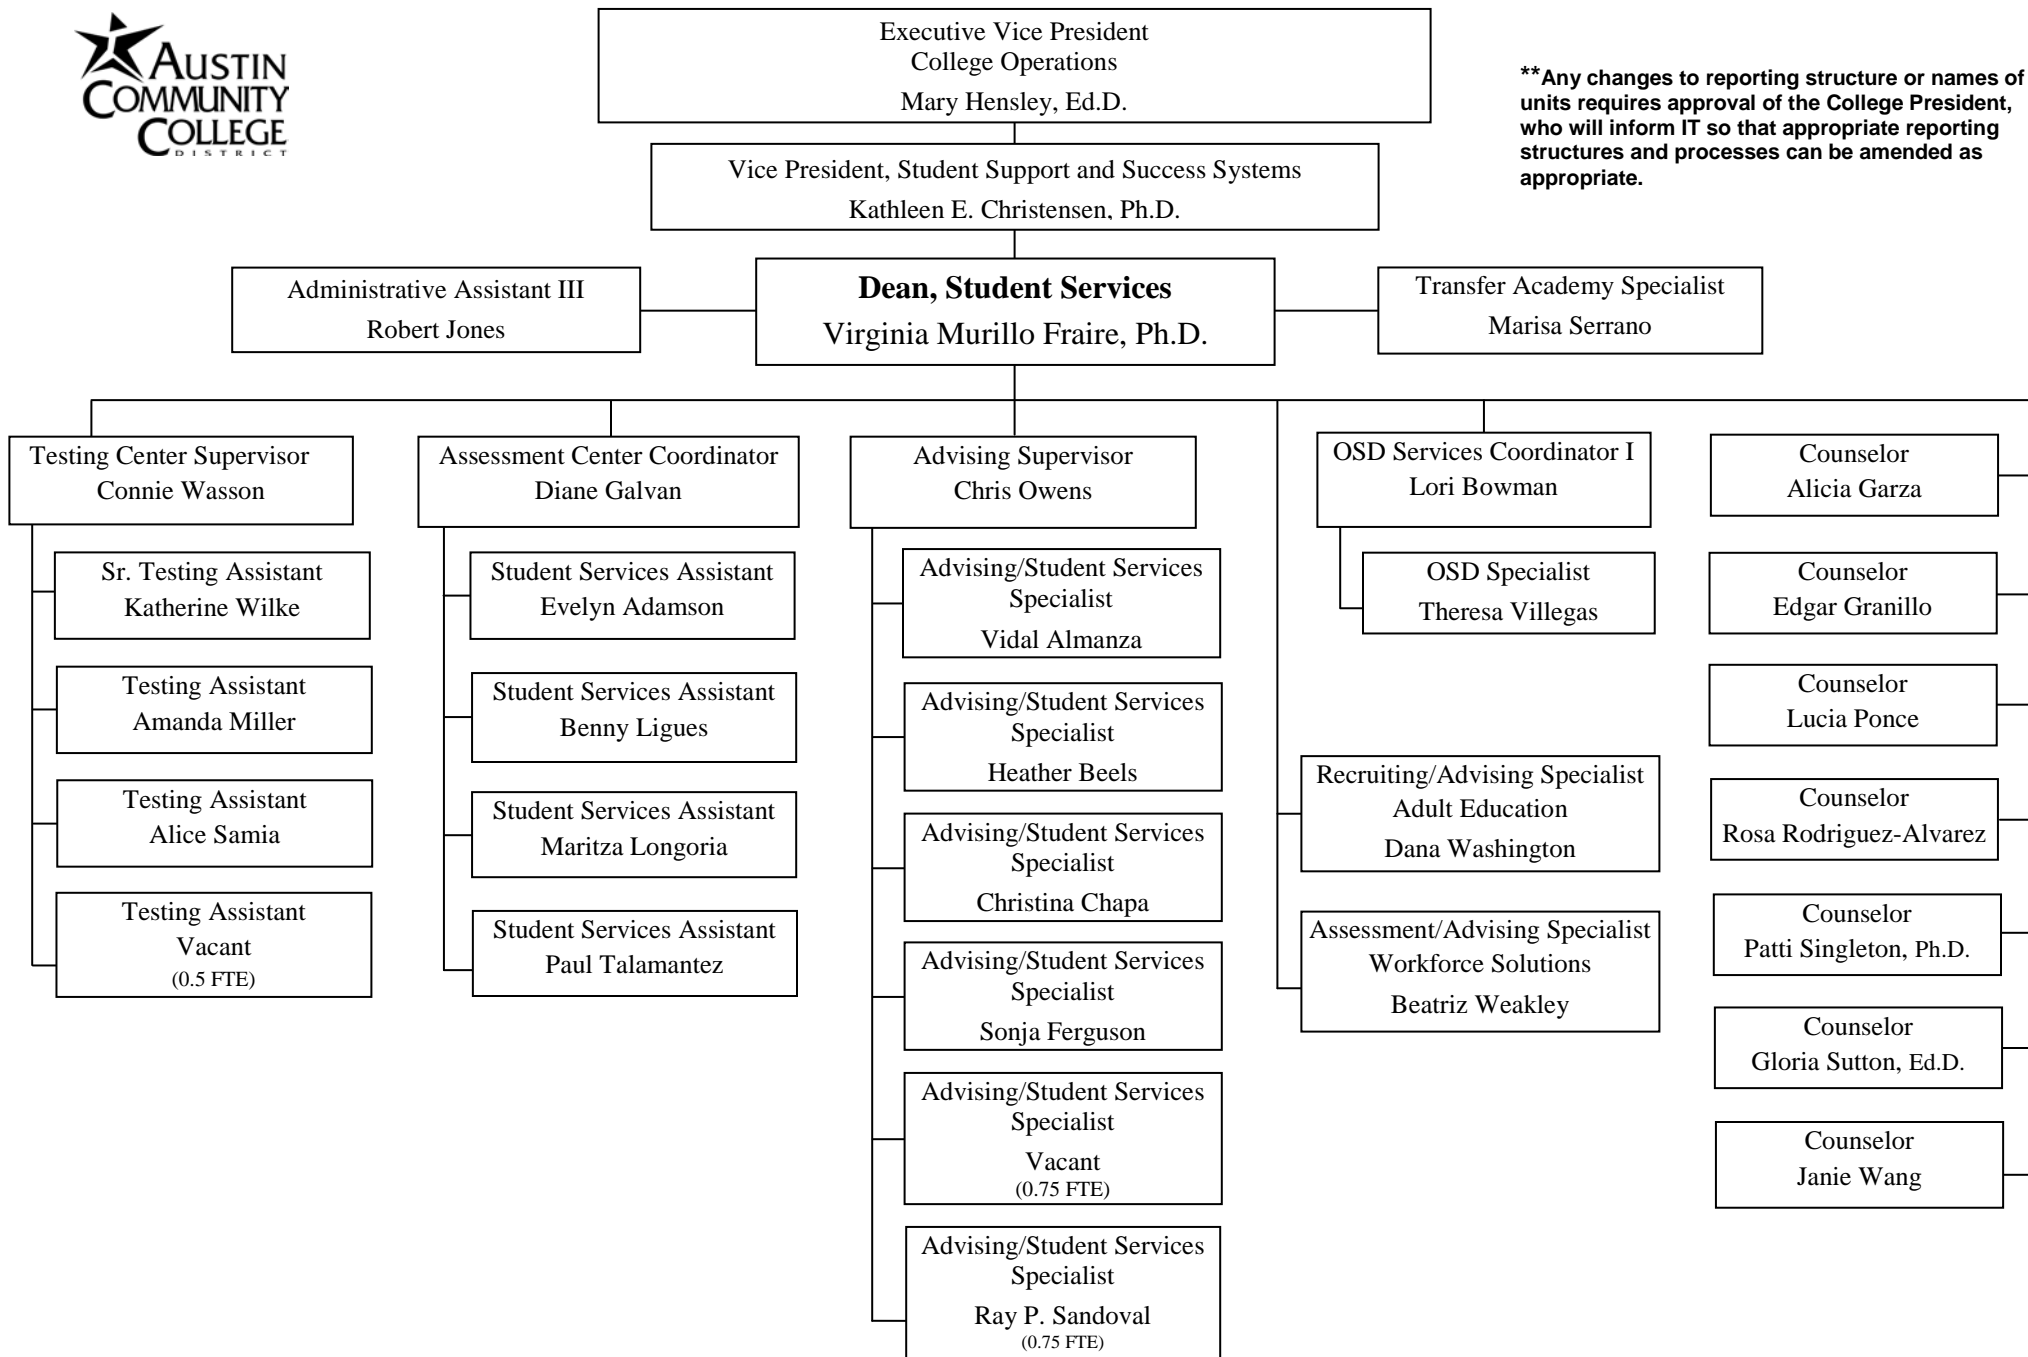 AUSTIN
COMMUNITY
COLLEGE
DISTRICT
Executive Vice President
College Operations
Mary Hensley, Ed.D.
**Any changes to reporting structure or names of
units requires approval of the College President,
who will inform IT so that appropriate reporting
structures and processes can be amended as
appropriate.
Vice President, Student Support and Success Systems
Kathleen E. Christensen, Ph.D.
Administrative Assistant III
Robert Jones
Dean, Student Services
Virginia Murillo Fraire, Ph.D.
Transfer Academy Specialist
Marisa Serrano
Testing Center Supervisor
Connie Wasson
Sr. Testing Assistant
Katherine Wilke
Testing Assistant
Amanda Miller
Testing Assistant
Alice Samia
Testing Assistant
Vacant
(0.5 FTE)
Assessment Center Coordinator
Diane Galvan
Student Services Assistant
Evelyn Adamson
Student Services Assistant
Benny Ligues
Student Services Assistant
Maritza Longoria
Student Services Assistant
Paul Talamantez
Advising Supervisor
Chris Owens
Advising/Student Services
Specialist
Vidal Almanza
Advising/Student Services
Specialist
Heather Beels
Advising/Student Services
Specialist
Christina Chapa
Advising/Student Services
Specialist
Sonja Ferguson
Advising/Student Services
Specialist
Vacant
(0.75 FTE)
Advising/Student Services
Specialist
Ray P. Sandoval
(0.75 FTE)
OSD Services Coordinator I
Lori Bowman
OSD Specialist
Theresa Villegas
Recruiting/Advising Specialist
Adult Education
Dana Washington
Assessment/Advising Specialist
Workforce Solutions
Beatriz Weakley
Counselor
Alicia Garza
Counselor
Edgar Granillo
Counselor
Lucia Ponce
Counselor
Rosa Rodriguez-Alvarez
Counselor
Patti Singleton, Ph.D.
Counselor
Gloria Sutton, Ed.D.
Counselor
Janie Wang